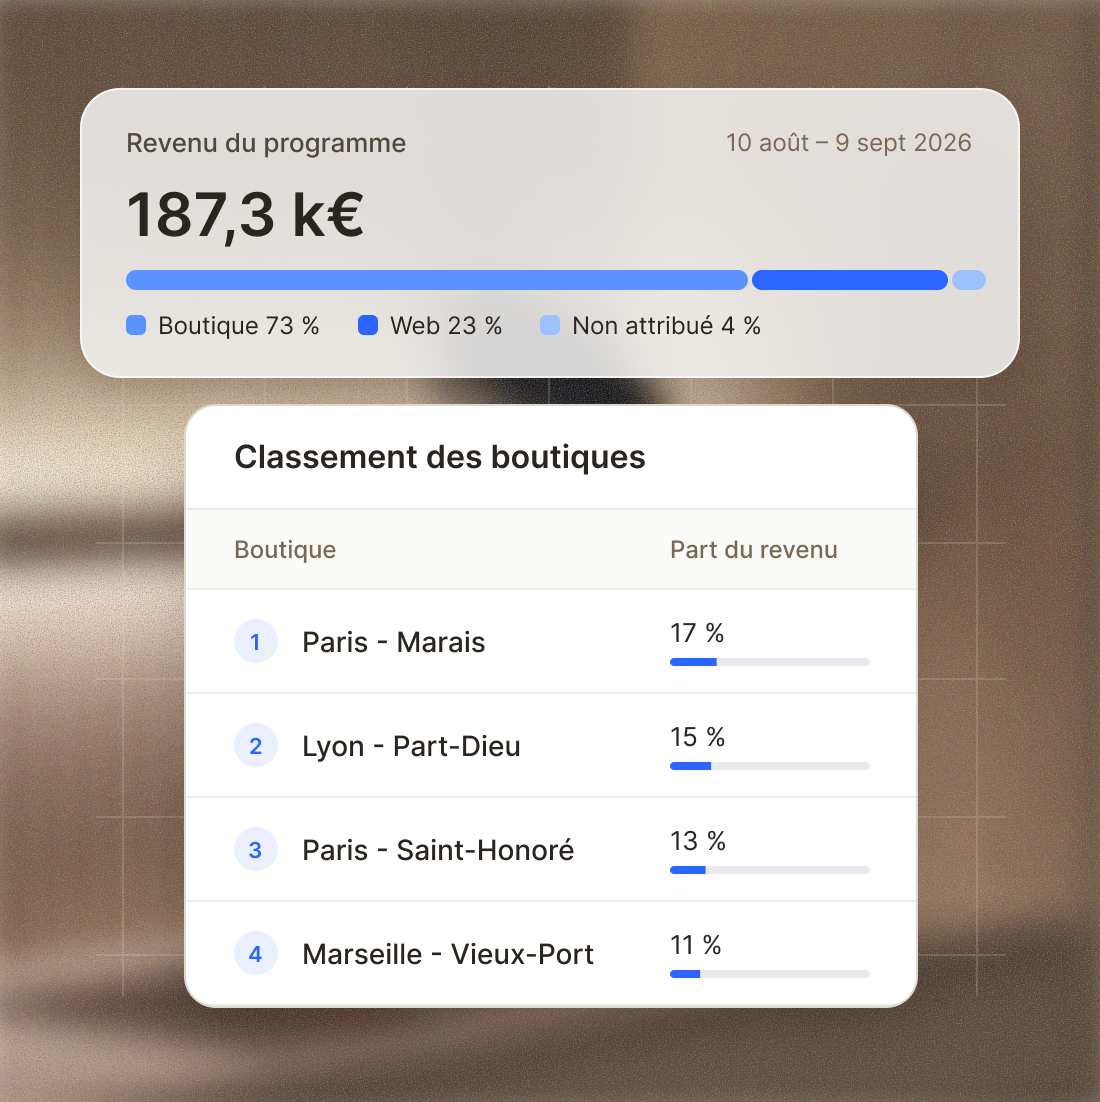 Revenu du programme
10 août – 9 sept 2026
187,3 k€
Boutique 73 %
Web 23 %
Non attribué 4 %
Classement des boutiques
Boutique
Part du revenu
1
Paris - Marais
17 %
2
Lyon - Part-Dieu
15 %
3
Paris - Saint-Honoré
13 %
4
Marseille - Vieux-Port
11 %